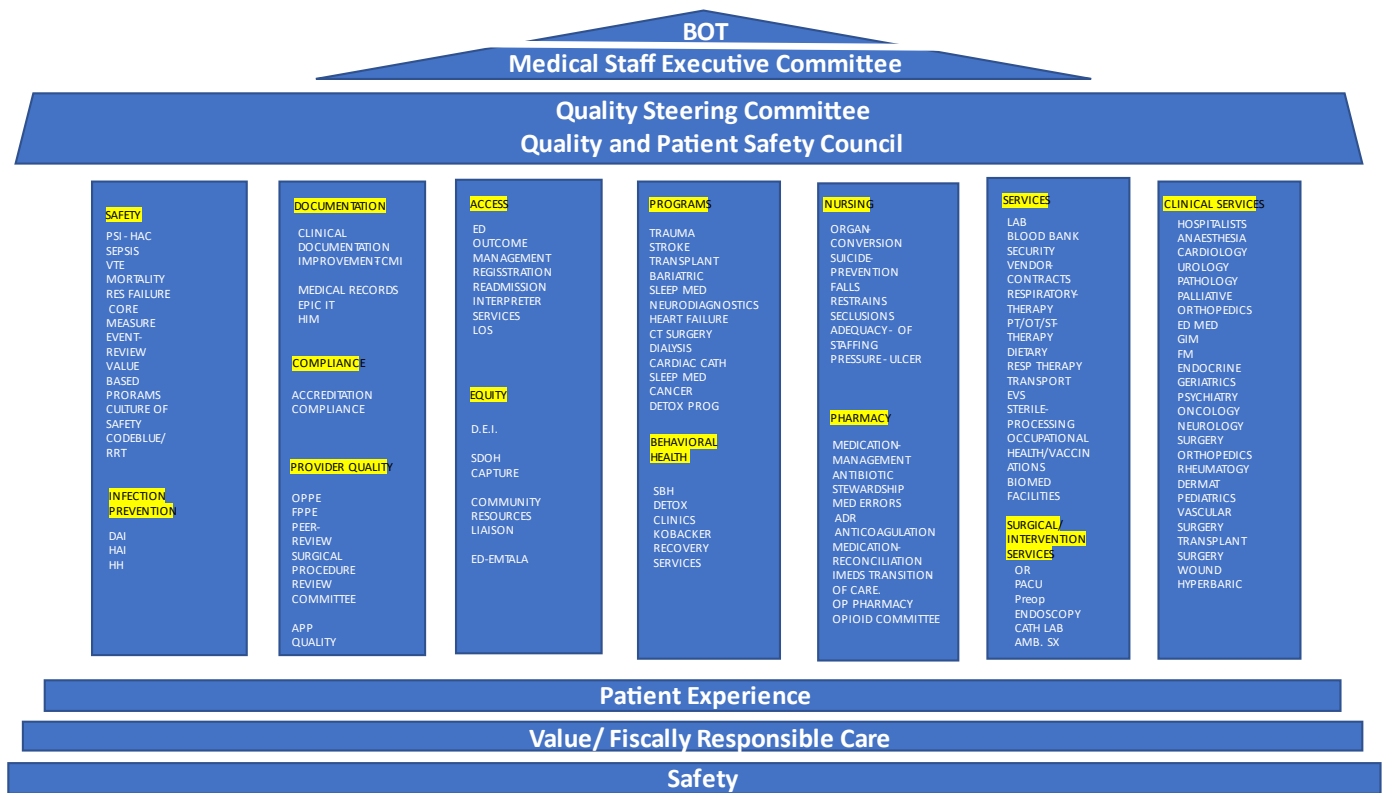 BOT
Medical Staff Executive Committee
Quality Steering Committee
Quality and Patient Safety Council
SAFETY
PSI - HAC
SEPSIS
VTE
MORTALITY
RES FAILURE
CORE
MEASURE
EVENT-
REVIEW
VALUE
BASED
PRORAMS
CULTURE OF
SAFETY
CODEBLUE/
RRT
INFECTION
PREVENTION
DAI
HAI
HH
DOCUMENTATION
CLINICAL
DOCUMENTATION
IMPROVEMENT-CMI
MEDICAL RECORDS
EPIC IT
HIM
COMPLIANCE
ACCREDITATION
COMPLIANCE
PROVIDER QUALITY
OPPE
FPPE
PEER-
REVIEW
SURGICAL
PROCEDURE
REVIEW
COMMITTEE
APP
QUALITY
ACCESS
ED
OUTCOME
MANAGEMENT
REGISSTRATION
READMISSION
INTERPRETER
SERVICES
LOS
EQUITY
D.E.I.
SDOH
CAPTURE
COMMUNITY
RESOURCES
LIAISON
ED-EMTALA
PROGRAMS
TRAUMA
STROKE
TRANSPLANT
BARIATRIC
SLEEP MED
NEURODIAGNOSTICS
HEART FAILURE
CT SURGERY
DIALYSIS
CARDIAC CATH
SLEEP MED
CANCER
DETOX PROG
BEHAVIORAL
HEALTH
SBH
DETOX
CLINICS
KOBACKER
RECOVERY
SERVICES
NURSING
ORGAN-
CONVERSION
SUICIDE-
PREVENTION
FALLS
RESTRAINS
SECLUSIONS
ADEQUACY - OF
STAFFING
PRESSURE - ULCER
PHARMACY
MEDICATION-
MANAGEMENT
ANTIBIOTIC
STEWARDSHIP
MED ERRORS
ADR
ANTICOAGULATION
MEDICATION-
RECONCILIATION
IMEDS TRANSITION
OF CARE.
OP PHARMACY
OPIOID COMMITTEE
SERVICES
LAB
BLOOD BANK
SECURITY
VENDOR-
CONTRACTS
RESPIRATORY-
THERAPY
PT/OT/ST-
THERAPY
DIETARY
RESP THERAPY
TRANSPORT
EVS
STERILE-
PROCESSING
OCCUPATIONAL
HEALTH/VACCIN
ATIONS
BIOMED
FACILITIES
SURGICAL/
INTERVENTION
SERVICES
OR
PACU
Preop
ENDOSCOPY
CATH LAB
AMB. SX
CLINICAL SERVICES
HOSPITALISTS
ANAESTHESIA
CARDIOLOGY
UROLOGY
PATHOLOGY
PALLIATIVE
ORTHOPEDICS
ED MED
GIM
FM
ENDOCRINE
GERIATRICS
PSYCHIATRY
ONCOLOGY
NEUROLOGY
SURGERY
ORTHOPEDICS
RHEUMATOGY
DERMAT
PEDIATRICS
VASCULAR
SURGERY
TRANSPLANT
SURGERY
WOUND
HYPERBARIC
Patient Experience
Value/ Fiscally Responsible Care
Safety